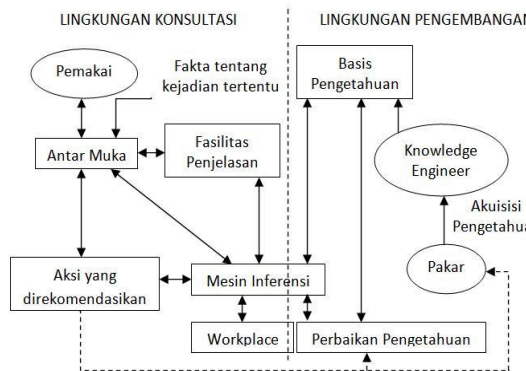 LINGKUNGAN KONSULTASI
LINGKUNGAN PENGEMBANGAN
Pemakai
Fakta tentang
kejadian tertentu
Basis
Pengetahuan
Antar Muka
Fasilitas
Penjelasan
Knowledge
Engineer
Akuisisi
Pengetahua
Aksi yang
direkomendasikan
Mesin Inferensi
Pakar
Workplace
Perbaikan Pengetahuan